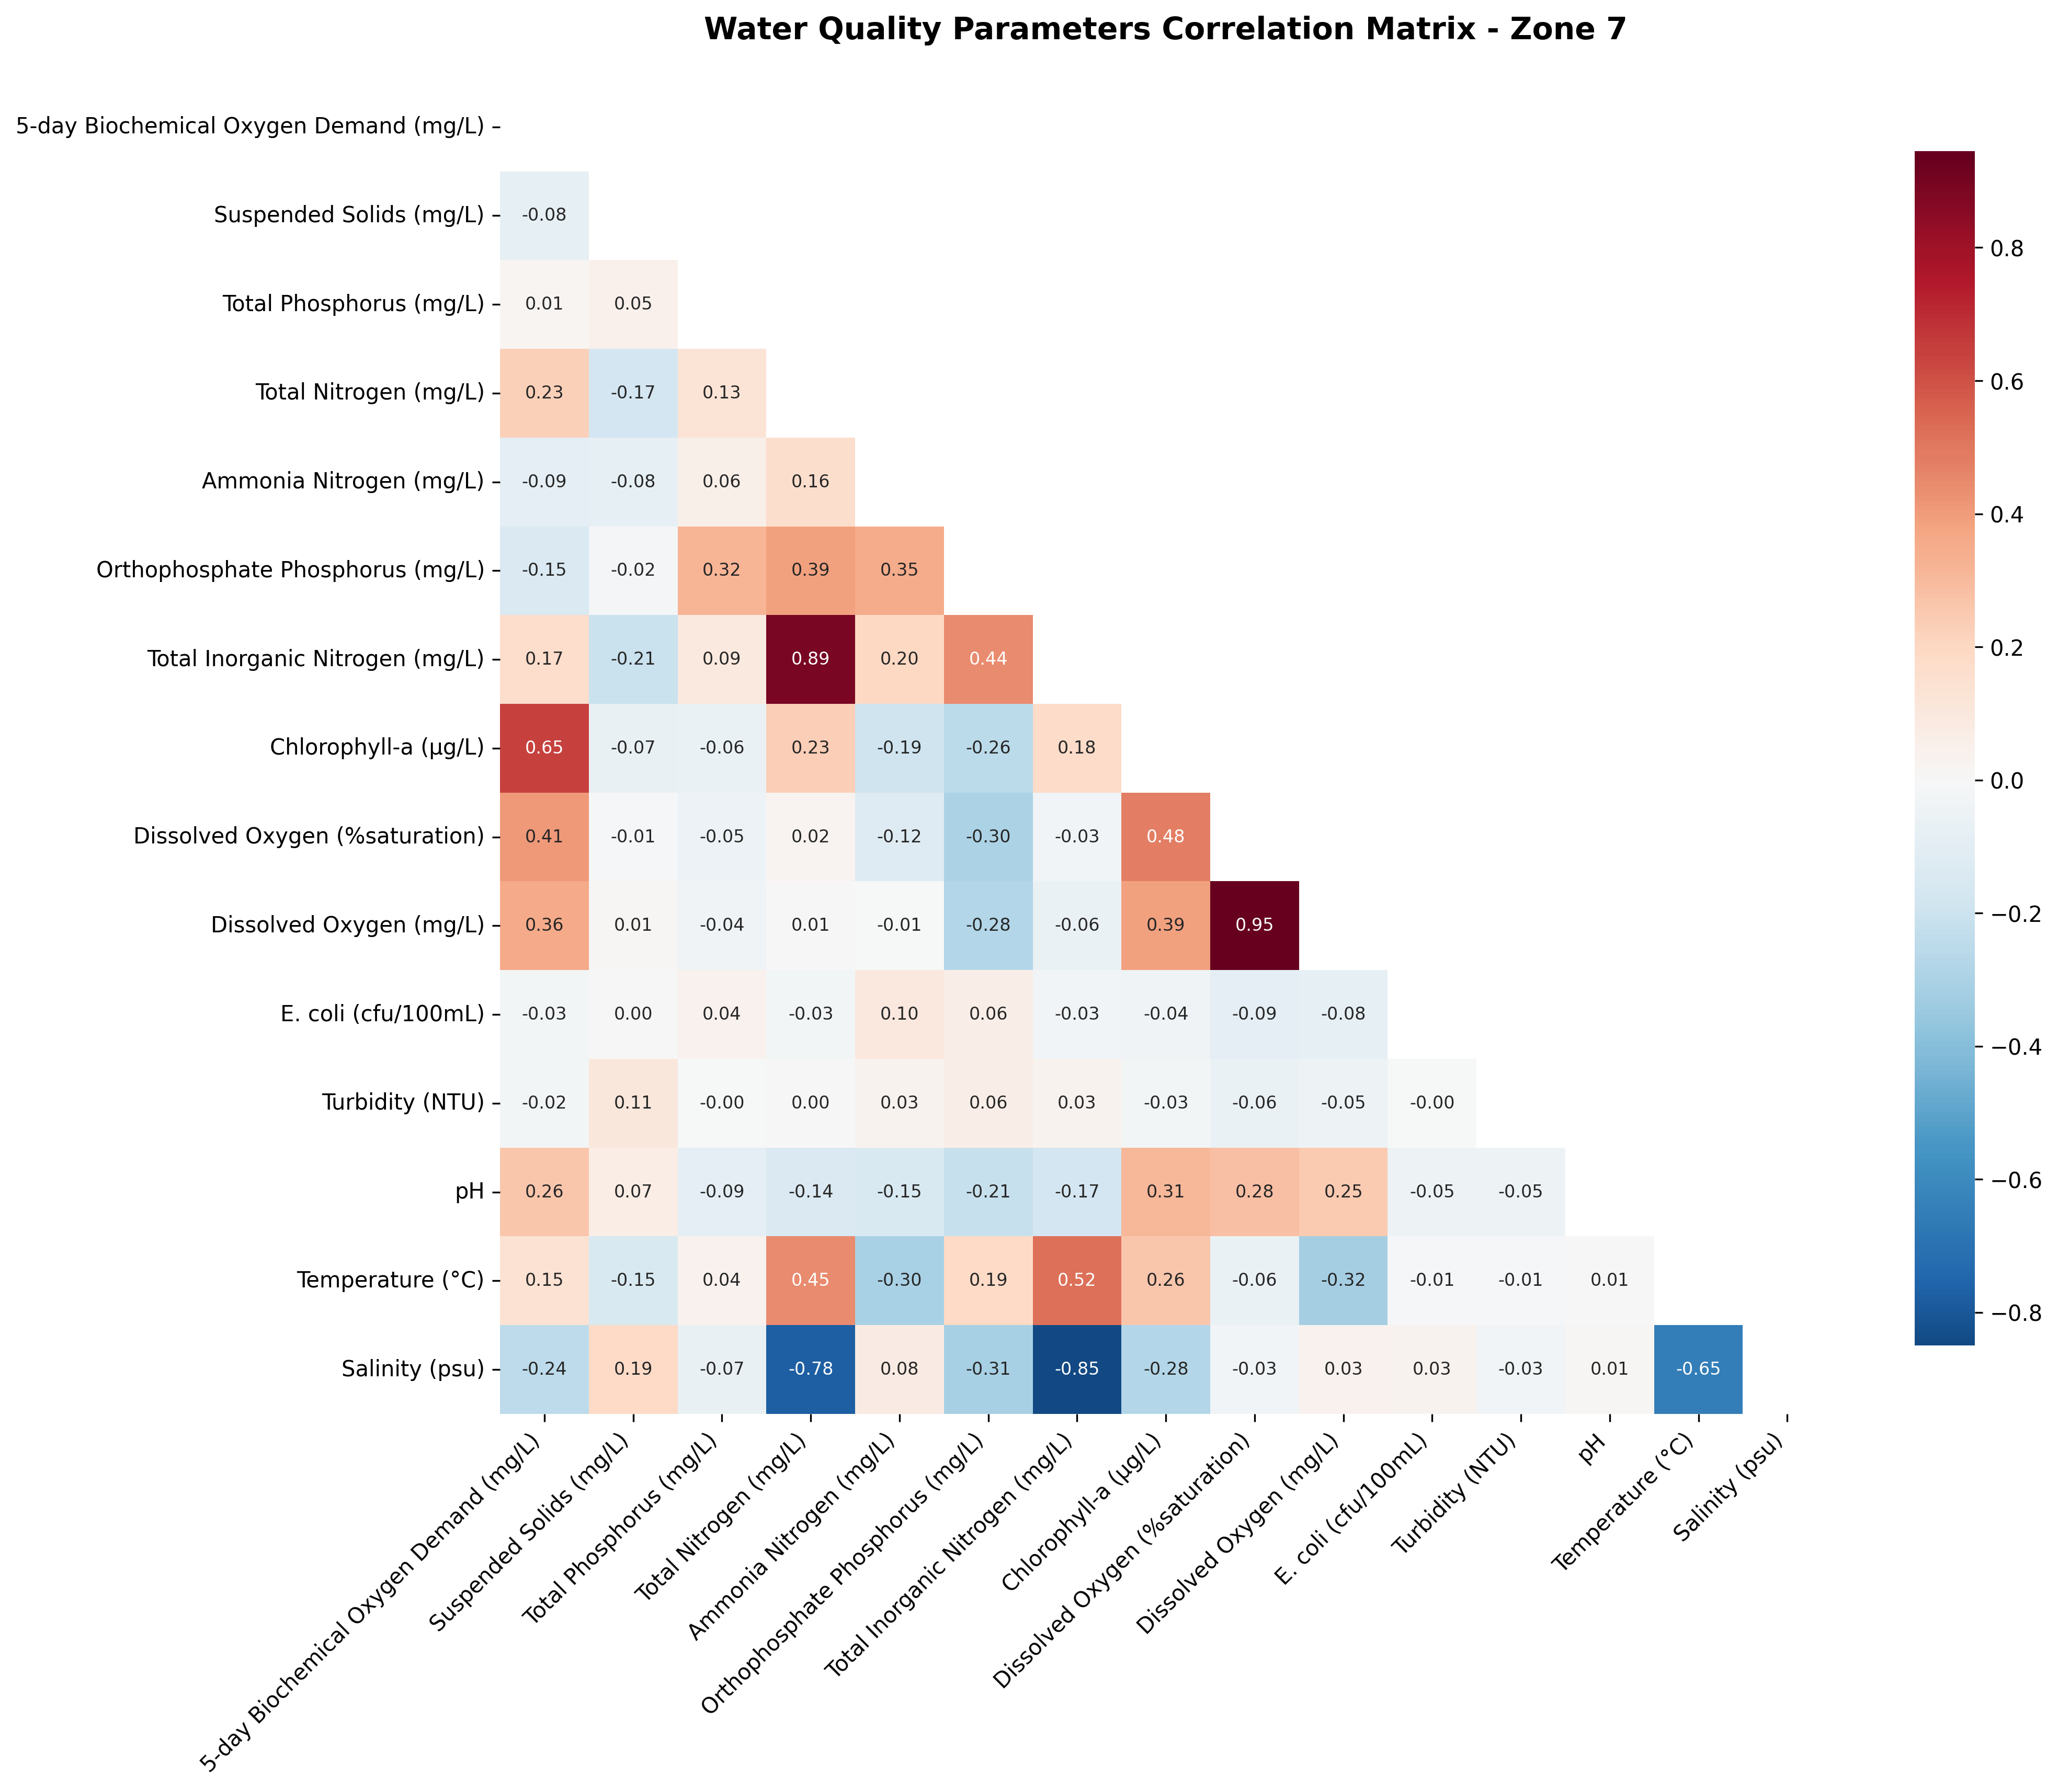 Water Quality Parameters Correlation Matrix - Zone 7
5-day Biochemical Oxygen Demand (mg/L)
Suspended Solids (mg/L) -0.08
Total Phosphorus (mg/L) 0.01 0.05
Total Nitrogen (mg/L) 0.23 -0.17 0.13
Ammonia Nitrogen (mg/L) -0.09 -0.08 0.06 0.16
Orthophosphate Phosphorus (mg/L) -0.15 -0.02 0.32 0.39 0.35
Total Inorganic Nitrogen (mg/L) 0.17 -0.21 0.09 0.89 0.20 0.44
Chlorophyll-a (µg/L) 0.65 -0.07 -0.06 0.23 -0.19 -0.26 0.18
Dissolved Oxygen (%saturation) 0.41 -0.01 -0.05 0.02 -0.12 -0.30 -0.03 0.48
Dissolved Oxygen (mg/L) 0.36 0.01 -0.04 0.01 -0.01 -0.28 -0.06 0.39 0.95
E. coli (cfu/100mL) -0.03 0.00 0.04 -0.03 0.10 0.06 -0.03 -0.04 -0.09 -0.08
Turbidity (NTU) -0.02 0.11 -0.00 0.00 0.03 0.06 0.03 -0.03 -0.06 -0.05 -0.00
pH 0.26 0.07 -0.09 -0.14 -0.15 -0.21 -0.17 0.31 0.28 0.25 -0.05 -0.05
Temperature (°C) 0.15 -0.15 0.04 0.45 -0.30 0.19 0.52 0.26 -0.06 -0.32 -0.01 -0.01 0.01
Salinity (psu) -0.24 0.19 -0.07 -0.78 0.08 -0.31 -0.85 -0.28 -0.03 0.03 0.03 -0.03 0.01 -0.65
5-day Biochemical Oxygen Demand (mg/L)
Suspended Solids (mg/L)
Total Phosphorus (mg/L)
Total Nitrogen (mg/L)
Ammonia Nitrogen (mg/L)
Orthophosphate Phosphorus (mg/L)
Total Inorganic Nitrogen (mg/L)
Chlorophyll-a (µg/L)
Dissolved Oxygen (%saturation)
Dissolved Oxygen (mg/L)
E. coli (cfu/100mL)
Turbidity (NTU)
pH
Temperature (°C)
Salinity (psu)
0.8
0.6
0.4
0.2
0.0
−0.2
−0.4
−0.6
−0.8